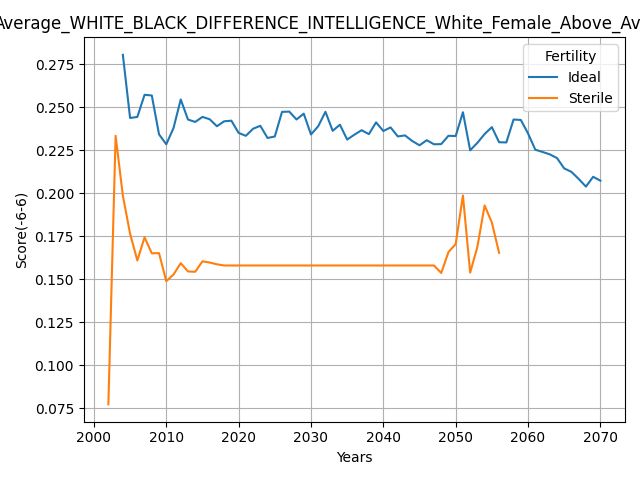 Average_WHITE_BLACK_DIFFERENCE_INTELLIGENCE_White_Female_Above_Av
Fertility
Ideal
Sterile
0.275
0.250
0.225
0.200
0.175
0.150
0.125
0.100
0.075
Score(-6-6)
2000 2010 2020 2030 2040 2050 2060 2070
Years